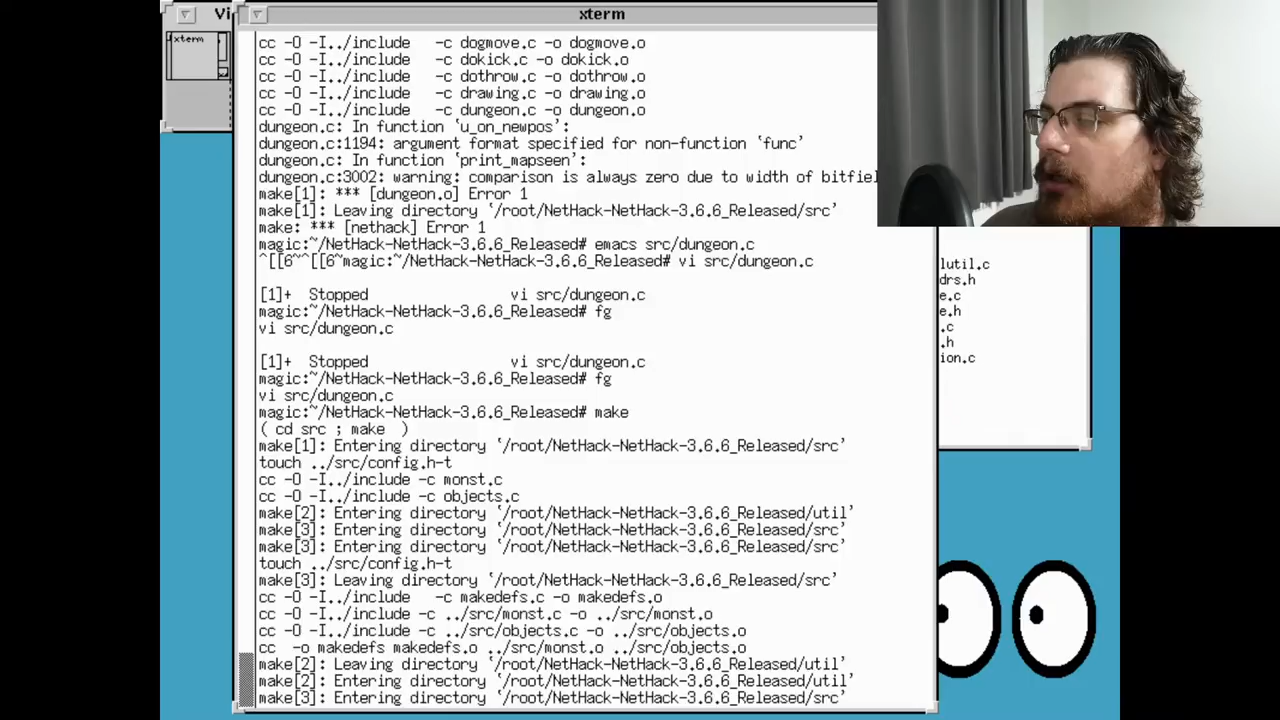 Vi
xterm
xterm
cc -O -I../include   -c dogmove.c -o dogmove.o
cc -O -I../include   -c dokick.c -o dokick.o
cc -O -I../include   -c dothrow.c -o dothrow.o
cc -O -I../include   -c drawing.c -o drawing.o
cc -O -I../include   -c dungeon.c -o dungeon.o
dungeon.c: In function `u_on_newpos':
dungeon.c:1194: argument format specified for non-function `func'
dungeon.c: In function `print_mapseen':
dungeon.c:3002: warning: comparison is always zero due to width of bitfiel
make[1]: *** [dungeon.o] Error 1
make[1]: Leaving directory `/root/NetHack-NetHack-3.6.6_Released/src'
make: *** [nethack] Error 1
magic:~/NetHack-NetHack-3.6.6_Released# emacs src/dungeon.c
^[[6~^[[6~magic:~/NetHack-NetHack-3.6.6_Released# vi src/dungeon.c
[1]+  Stopped                 vi src/dungeon.c
magic:~/NetHack-NetHack-3.6.6_Released# fg
vi src/dungeon.c
[1]+  Stopped                 vi src/dungeon.c
magic:~/NetHack-NetHack-3.6.6_Released# fg
vi src/dungeon.c
magic:~/NetHack-NetHack-3.6.6_Released# make
( cd src ; make  )
make[1]: Entering directory `/root/NetHack-NetHack-3.6.6_Released/src'
touch ../src/config.h-t
cc -O -I../include -c monst.c
cc -O -I../include -c objects.c
make[2]: Entering directory `/root/NetHack-NetHack-3.6.6_Released/util'
make[3]: Entering directory `/root/NetHack-NetHack-3.6.6_Released/src'
make[3]: Entering directory `/root/NetHack-NetHack-3.6.6_Released/src'
touch ../src/config.h-t
make[3]: Leaving directory `/root/NetHack-NetHack-3.6.6_Released/src'
cc -O -I../include   -c makedefs.c -o makedefs.o
cc -O -I../include -c ../src/monst.c -o ../src/monst.o
cc -O -I../include -c ../src/objects.c -o ../src/objects.o
cc  -o makedefs makedefs.o ../src/monst.o ../src/objects.o
make[2]: Leaving directory `/root/NetHack-NetHack-3.6.6_Released/util'
make[2]: Entering directory `/root/NetHack-NetHack-3.6.6_Released/util'
make[3]: Entering directory `/root/NetHack-NetHack-3.6.6_Released/src'
lutil.c
drs.h
e.c
e.h
.c
.h
ion.c